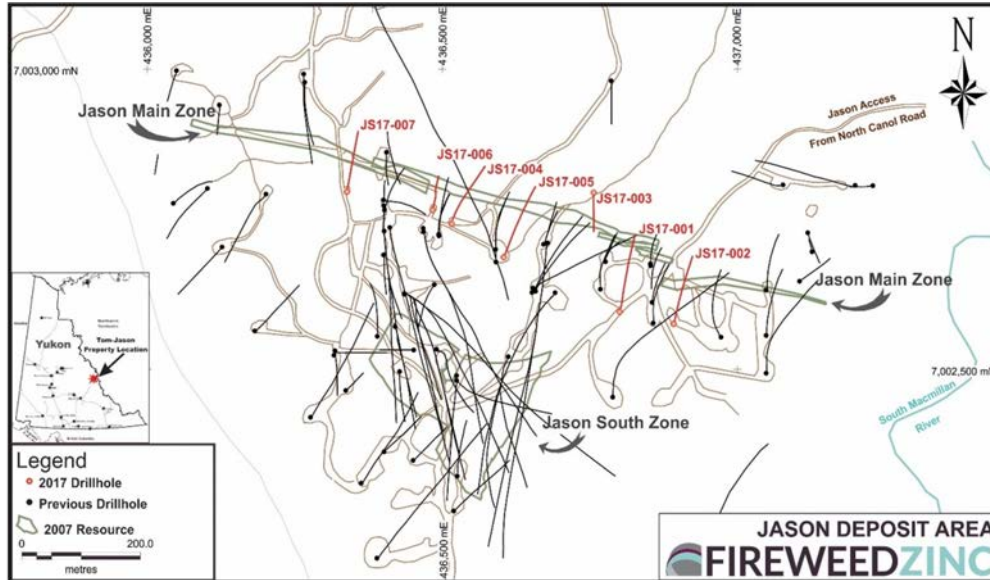 436,000 mE
436,500 mE
437,000 mE
N
7,003,000 mN
Jason Main Zone
Jason Access
From North Canol Road
JS17-007
JS17-006
JS17-004
JS17-005
JS17-003
JS17-001
JS17-002
Jason Main Zone
Yukon
Tom-Jason
Property Location
7,002,500 mN
South Macmillan
River
Jason South Zone
Legend
2017 Drillhole
Previous Drillhole
2007 Resource
0 200.0
metres
436,500 mE
JASON DEPOSIT AREA
FIREWEEDZINC